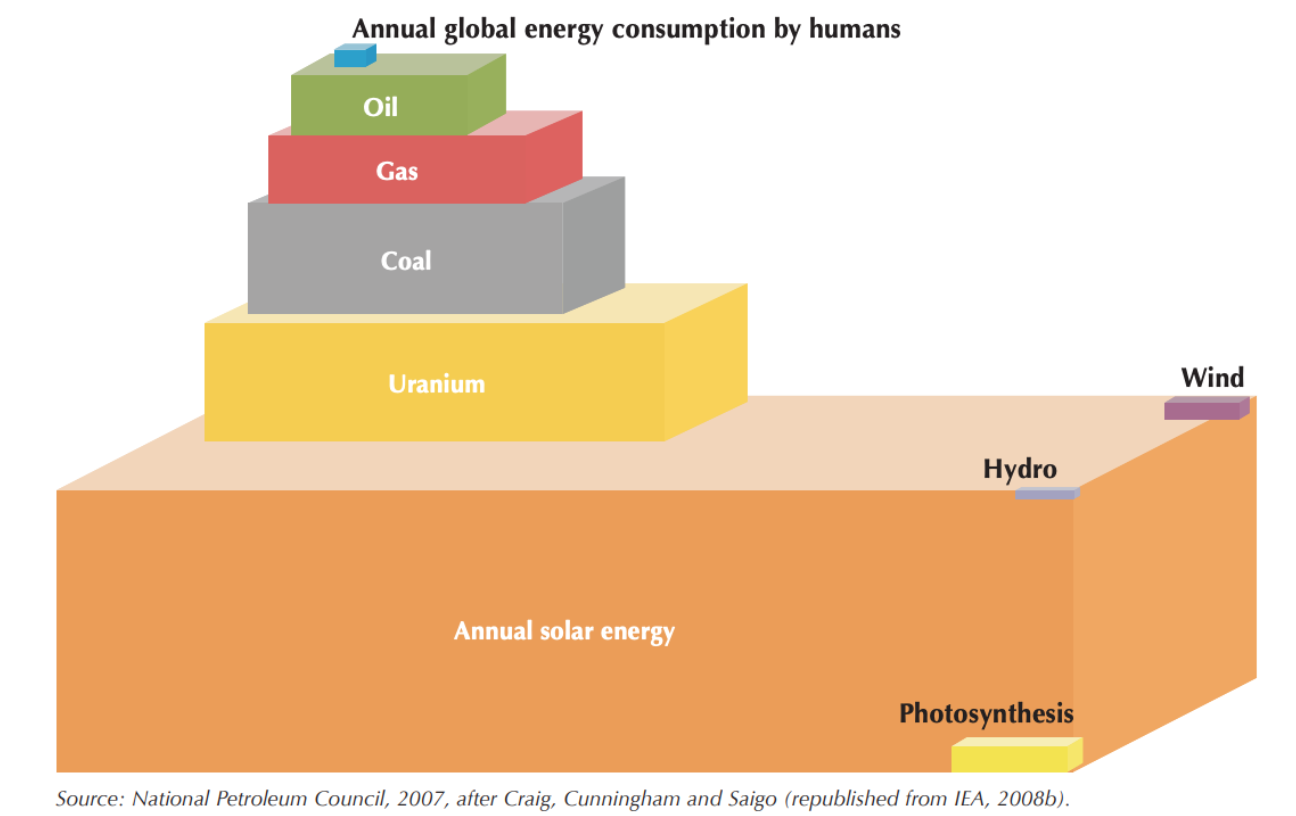 Annual global energy consumption by humans
Oil
Gas
Coal
Uranium
Wind
Hydro
Annual solar energy
Photosynthesis
Source: National Petroleum Council, 2007, after Craig, Cunningham and Saigo (republished from IEA, 2008b).